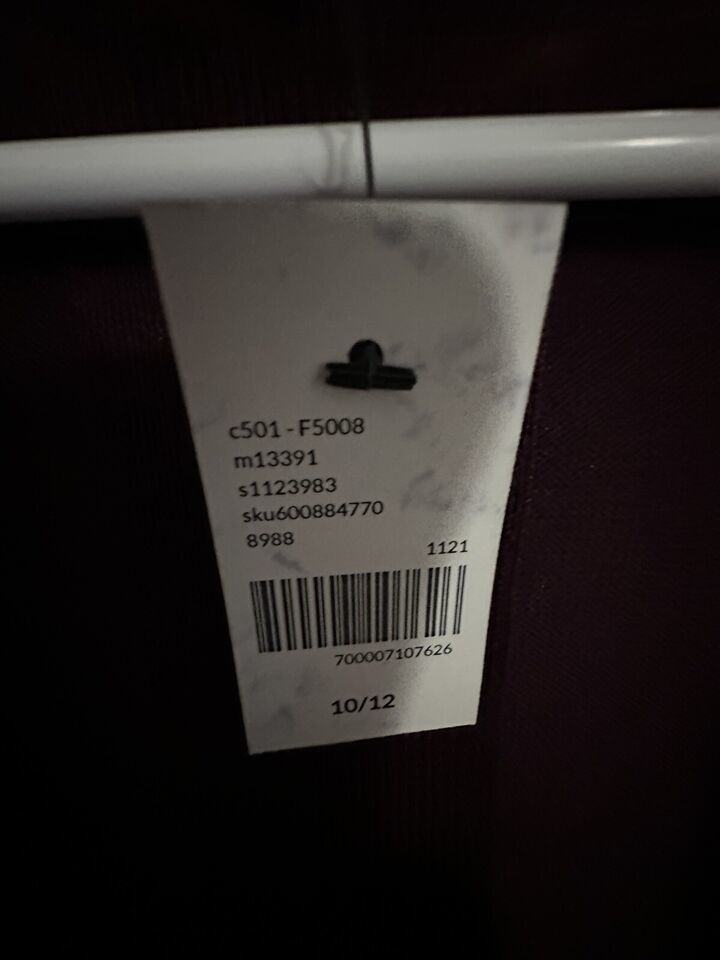 c501 - F5008
m13391
s1123983
sku600884770
8988
1121
700007107626
10/12